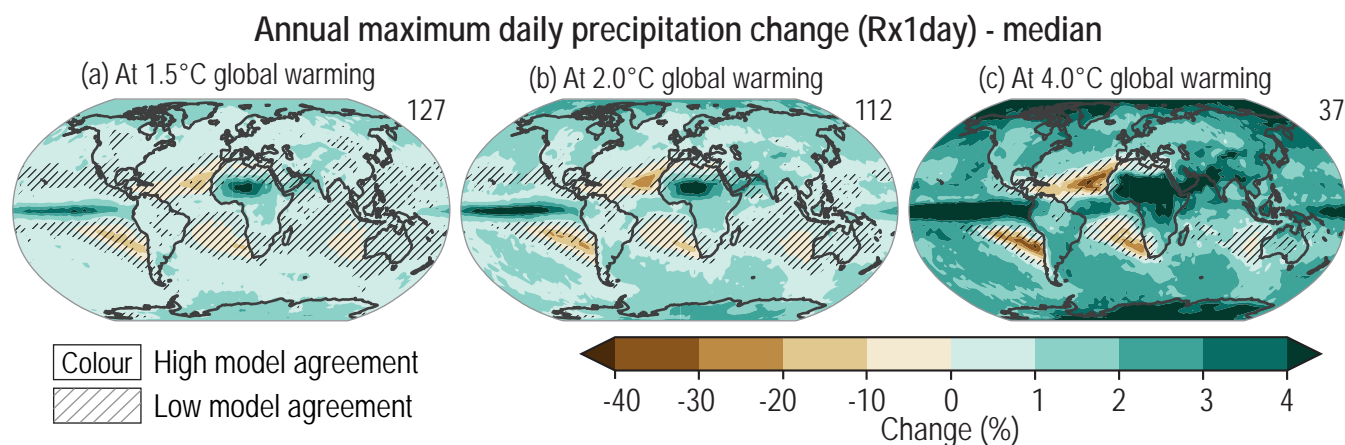 Annual maximum daily precipitation change (Rx1day) - median
(a) At 1.5°C global warming
(b) At 2.0°C global warming
(c) At 4.0°C global warming
127
112
37
Colour
High model agreement
Low model agreement
-40 -30 -20 -10 0 1 2 3 4
Change (%)